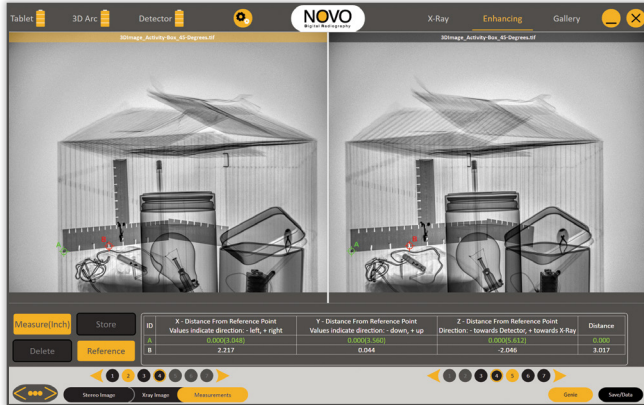 Tablet 3D Arc Detector NOVO X-Ray Enhancing Gallery
Digital Radiography
3DImage_Activity-Box_45-Degrees.tif 3DImage_Activity-Box_45-Degrees.tif
A B A B
Measure(Inch) Store
Delete Reference
ID X - Distance From Reference Point Y - Distance From Reference Point Z - Distance From Reference Point Distance
Values indicate direction: - left, + right Values indicate direction: - down, + up Direction: - towards Detector, + towards X-Ray
A 0.000(3.048) 0.000(3.560) 0.000(5.612) 0.000
B 2.217 0.044 -2.046 3.017
1 2 3 4 5 6 7 1 2 3 4 5 6 7
Stereo Image Xray Image Measurements Genie Save/Data